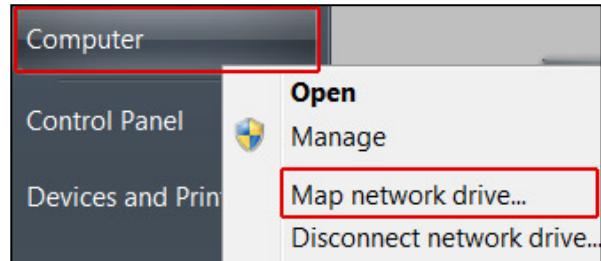 Computer
Open
Control Panel
Manage
Devices and Prin
Map network drive...
Disconnect network drive...